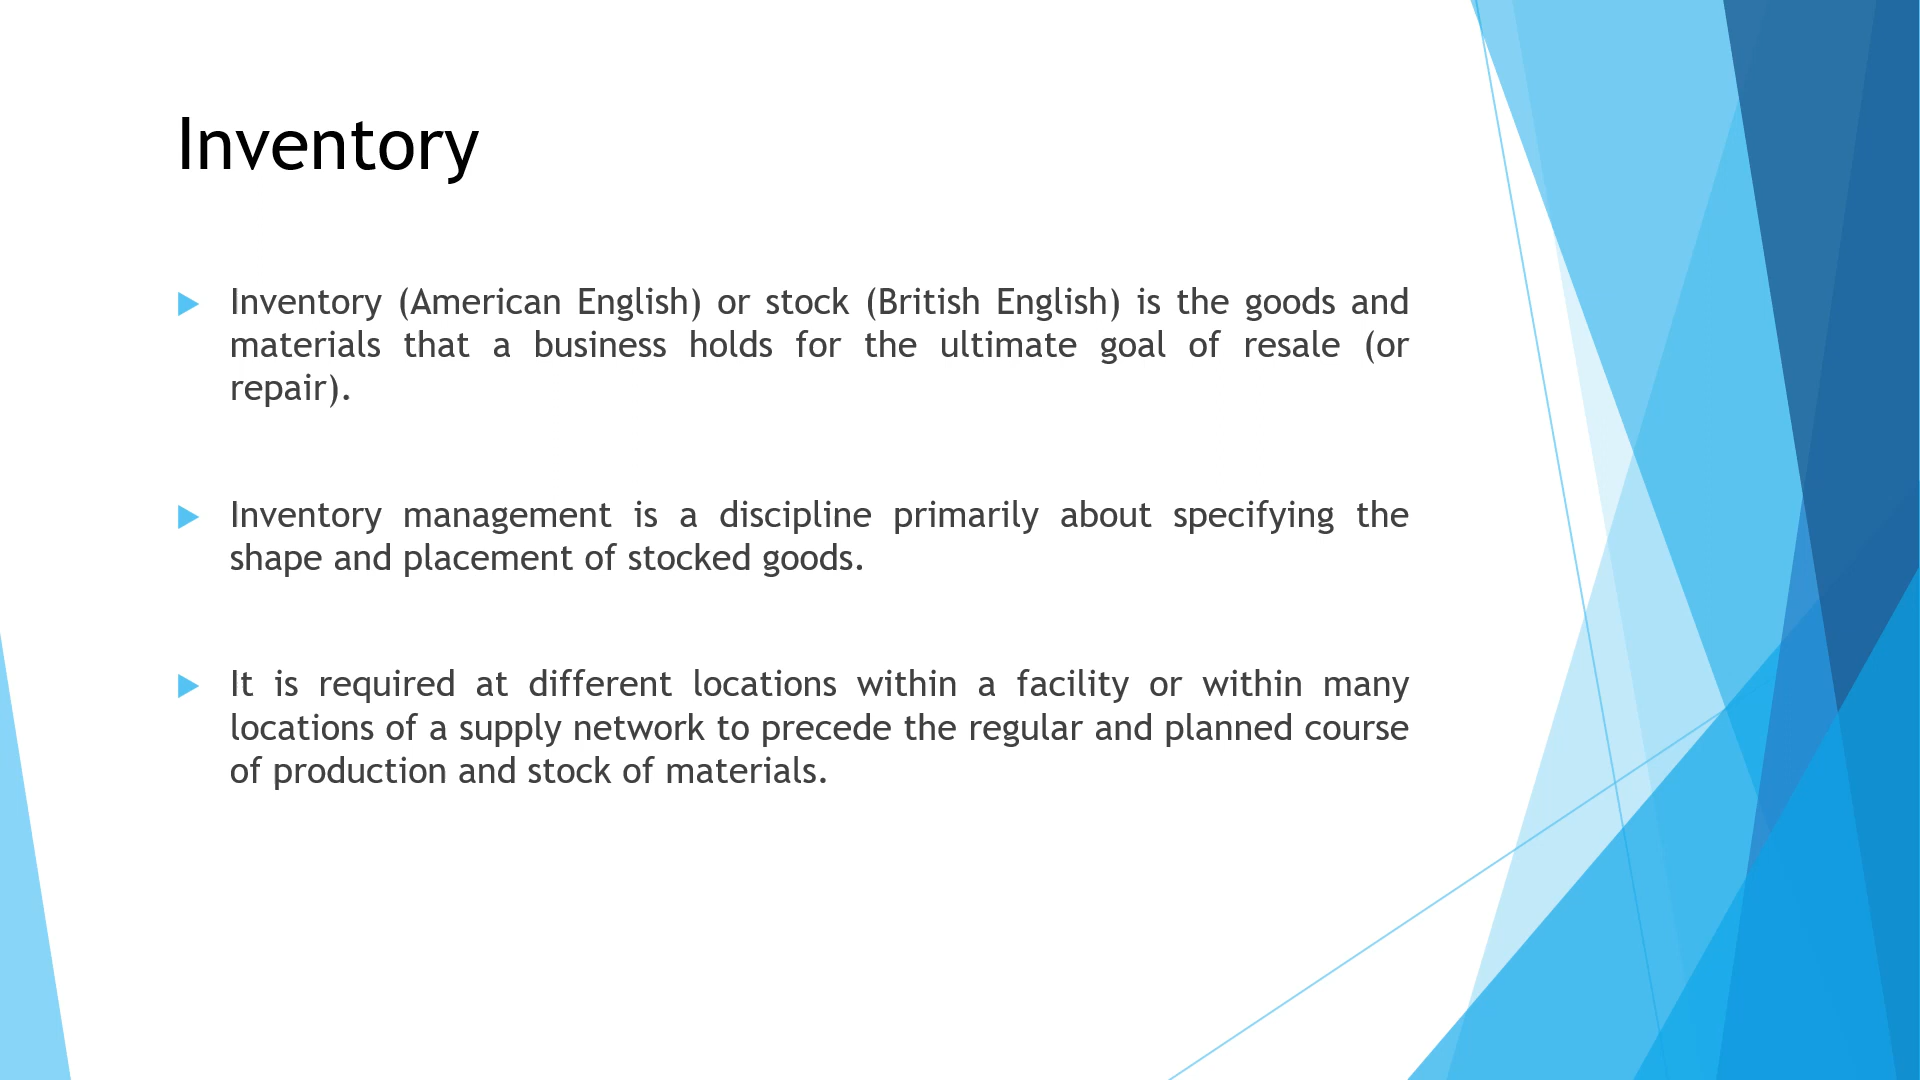 Inventory
Inventory (American English) or stock (British English) is the goods and
materials that a business holds for the ultimate goal of resale (or
repair).
Inventory management is a discipline primarily about specifying the
shape and placement of stocked goods.
It is required at different locations within a facility or within many
locations of a supply network to precede the regular and planned course
of production and stock of materials.